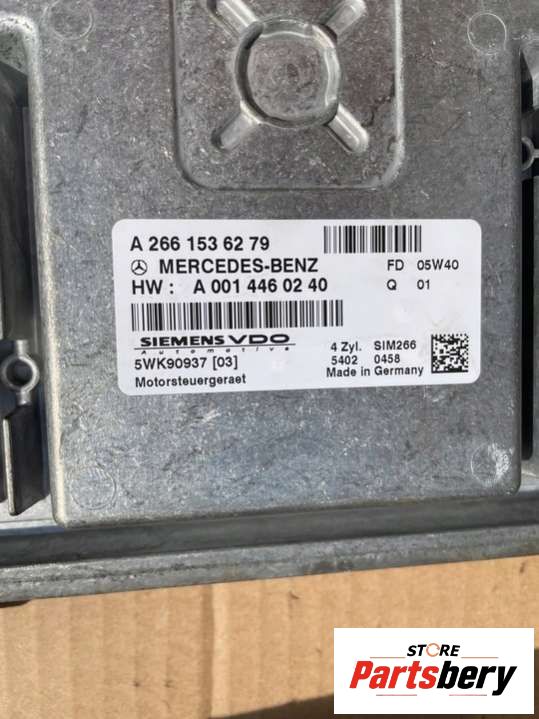 A 266 153 62 79
MERCEDES-BENZ FD 05W40
HW : A 001 446 02 40 Q 01
SIEMENS VDO
Automotive
4 Zyl. SIM266
5WK90937 [03] 5402 0458
Motorsteuergeraet Made in Germany
STORE
Partsbery